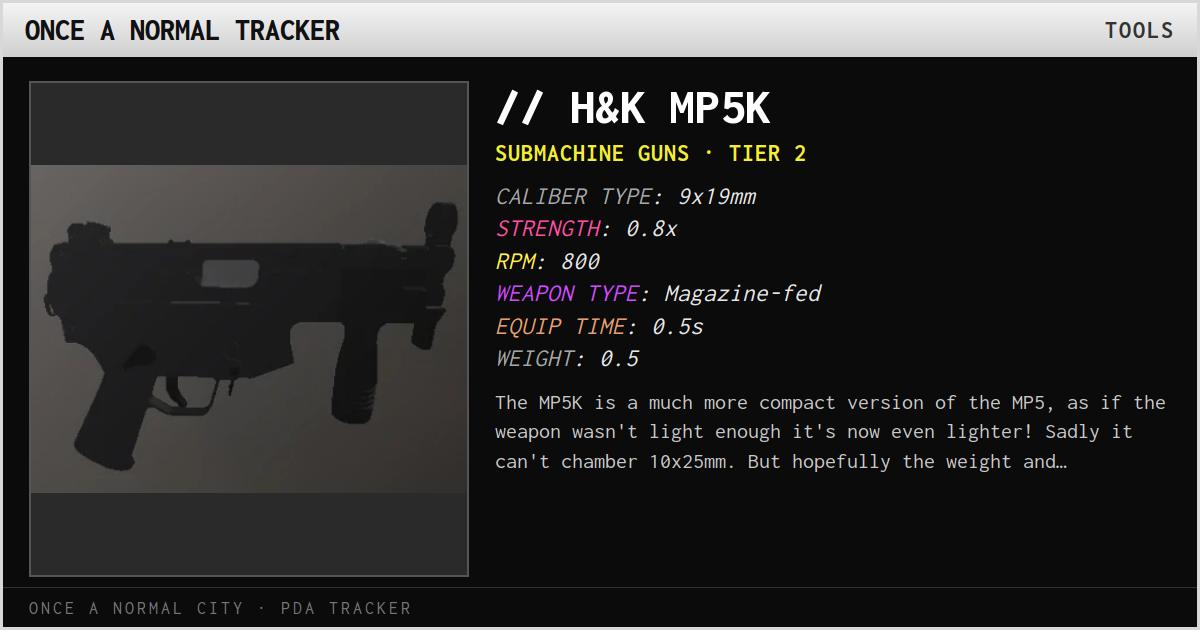 ONCE A NORMAL TRACKER
TOOLS
// H&K MP5K
SUBMACHINE GUNS · TIER 2
CALIBER TYPE: 9x19mm
STRENGTH: 0.8x
RPM: 800
WEAPON TYPE: Magazine-fed
EQUIP TIME: 0.5s
WEIGHT: 0.5
The MP5K is a much more compact version of the MP5, as if the
weapon wasn't light enough it's now even lighter! Sadly it
can't chamber 10x25mm. But hopefully the weight and…
ONCE A NORMAL CITY · PDA TRACKER